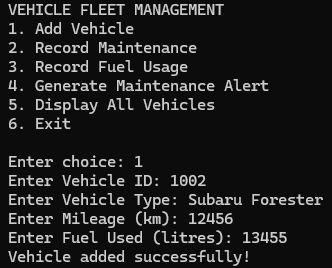 VEHICLE FLEET MANAGEMENT
1. Add Vehicle
2. Record Maintenance
3. Record Fuel Usage
4. Generate Maintenance Alert
5. Display All Vehicles
6. Exit
Enter choice: 1
Enter Vehicle ID: 1002
Enter Vehicle Type: Subaru Forester
Enter Mileage (km): 12456
Enter Fuel Used (litres): 13455
Vehicle added successfully!